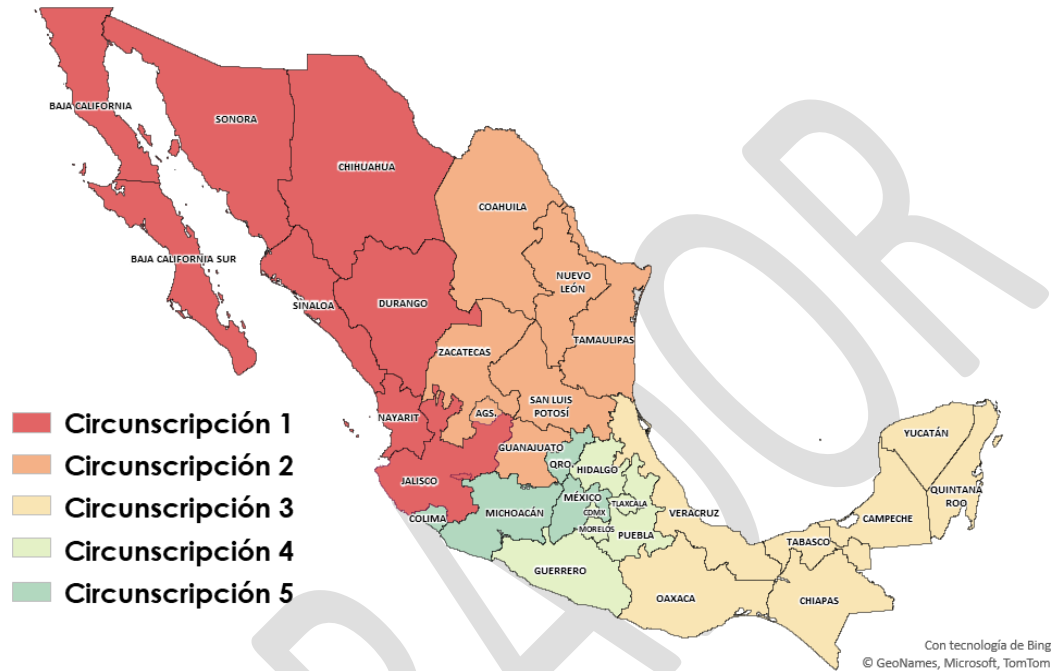 BAJA CALIFORNIA
SONORA
CHIHUAHUA
COAHUILA
BAJA CALIFORNIA SUR
NUEVO
LEÓN
SINALOA
DURANGO
TAMAULIPAS
ZACATECAS
SAN LUIS
POTOSÍ
NAYARIT
AGS.
GUANAJUATO
QRO.
HIDALGO
JALISCO
MÉXICO
TLAXCALA
CDMX
COLIMA
MICHOACÁN
MORELOS
PUEBLA
VERACRUZ
GUERRERO
OAXACA
YUCATÁN
QUINTANA
ROO
CAMPECHE
TABASCO
CHIAPAS
Circunscripción 1
Circunscripción 2
Circunscripción 3
Circunscripción 4
Circunscripción 5
RADOR
Con tecnología de Bing
© GeoNames, Microsoft, TomTom